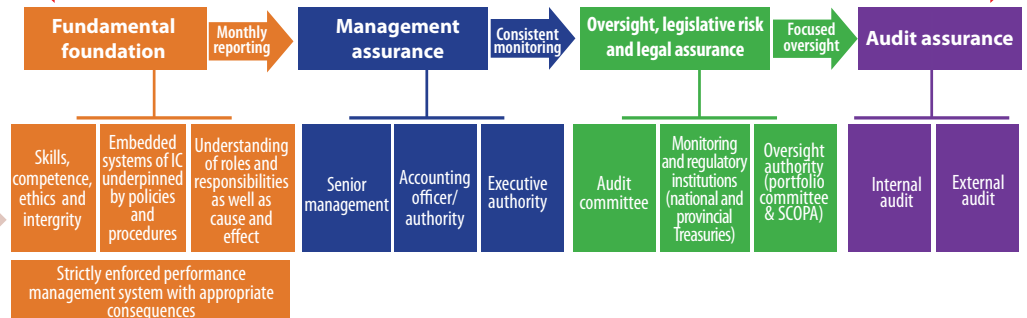 Fundamental
foundation
Monthly
reporting
Management
assurance
Consistent
monitoring
Oversight, legislative risk
and legal assurance
Focused
oversight
Audit assurance
Skills,
competence,
ethics and
intergrity
Embedded
systems of IC
underpinned
by policies
and
procedures
Understanding
of roles and
responsibilities
as well as
cause and
effect
Senior
management
Accounting
officer/
authority
Executive
authority
Audit
committee
Monitoring
and regulatory
institutions
(national and
provincial
Treasuries)
Oversight
authority
(portfolio
committee
& SCOPA)
Internal
audit
External
audit
Strictly enforced performance
management system with appropriate
consequences